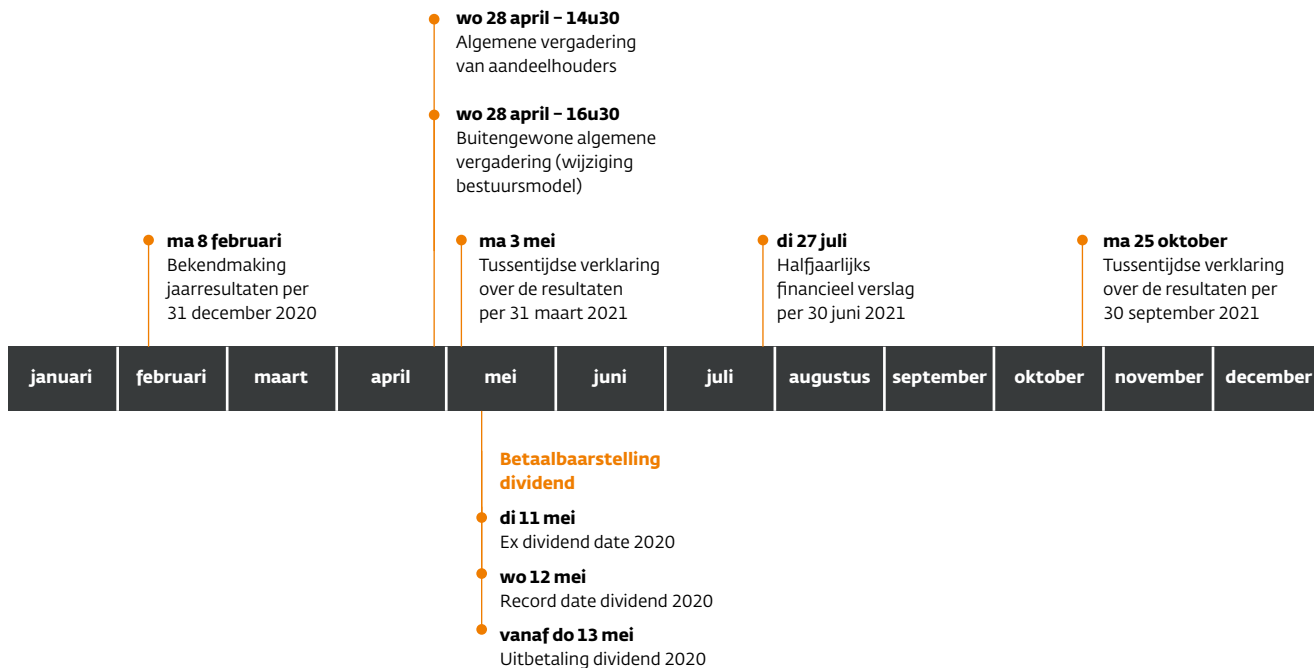 wo 28 april – 14u30
Algemene vergadering
van aandeelhouders
wo 28 april – 16u30
Buitengewone algemene
vergadering (wijziging
bestuursmodel)
ma 8 februari
Bekendmaking
jaarresultaten per
31 december 2020
ma 3 mei
Tussentijdse verklaring
over de resultaten
per 31 maart 2021
di 27 juli
Halfjaarlijks
financieel verslag
per 30 juni 2021
ma 25 oktober
Tussentijdse verklaring
over de resultaten per
30 september 2021
januari februari maart april mei juni juli augustus september oktober november december
Betaalbaarstelling
dividend
di 11 mei
Ex dividend date 2020
wo 12 mei
Record date dividend 2020
vanaf do 13 mei
Uitbetaling dividend 2020